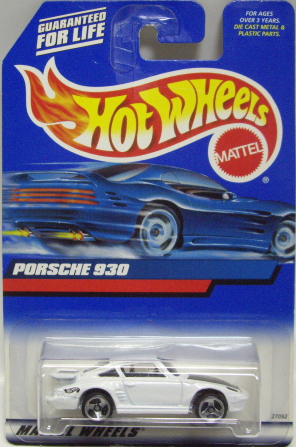 GUARANTEED
FOR LIFE
FOR AGES
OVER 3 YEARS.
DIE CAST METAL &
PLASTIC PARTS.
HOT WHEELS
MATTEL
®
PORSCHE 930
27092
WHEELS